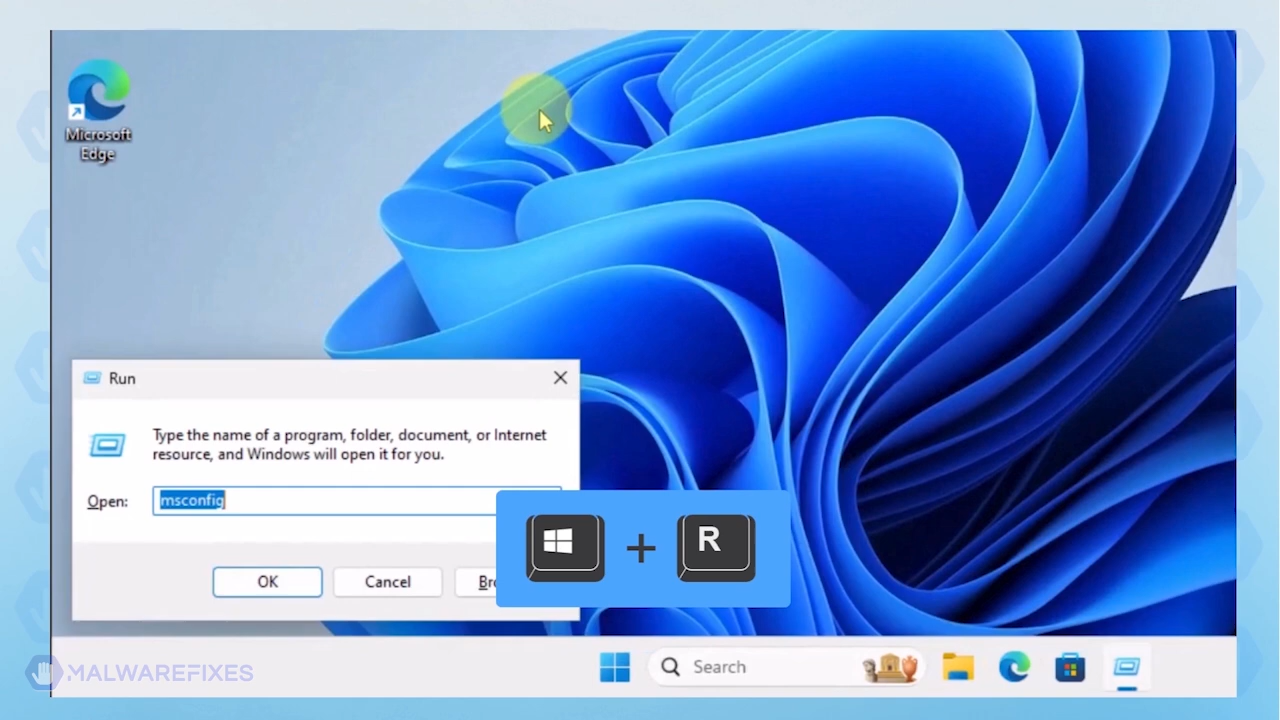 Microsoft
Edge
Run
Type the name of a program, folder, document, or Internet
resource, and Windows will open it for you.
Open:
msconfig
OK
Cancel
R
Search
MALWAREFIXES